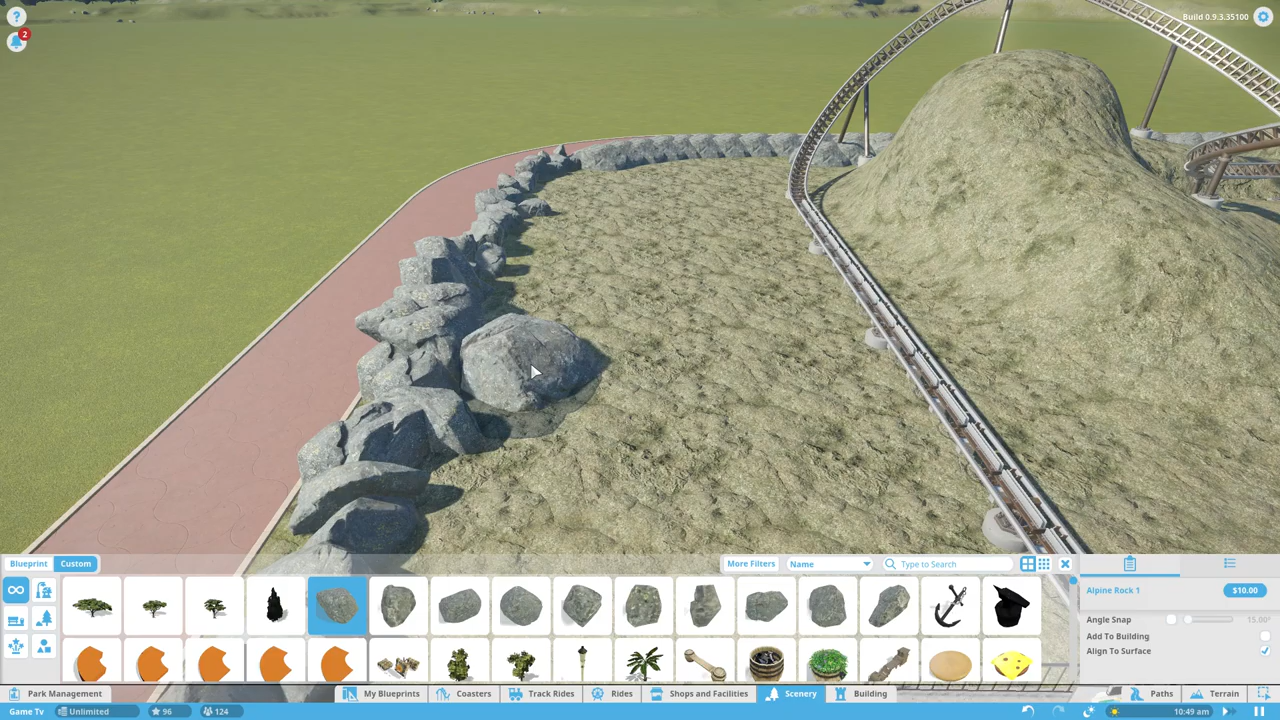 ?
2
Build 0.9.3.35100
Blueprint
Custom
More Filters
Name
Type to Search
Alpine Rock 1
$10.00
Angle Snap
15.00°
Add To Building
Align To Surface
Park Management
My Blueprints
Coasters
Track Rides
Rides
Shops and Facilities
Scenery
Building
Paths
Terrain
Game Tv
Unlimited
96
124
10:49 am